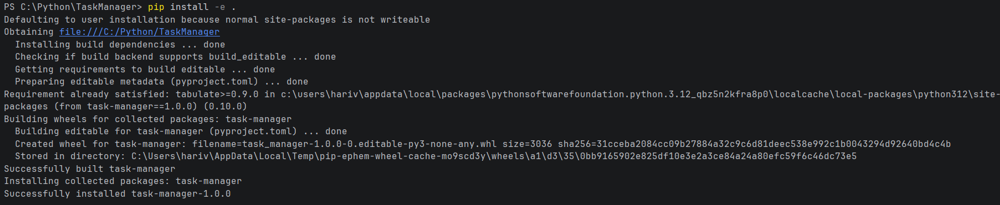 PS C:\Python\TaskManager> pip install -e .
Defaulting to user installation because normal site-packages is not writeable
Obtaining file:///C:/Python/TaskManager
  Installing build dependencies ... done
  Checking if build backend supports build_editable ... done
  Getting requirements to build editable ... done
  Preparing editable metadata (pyproject.toml) ... done
Requirement already satisfied: tabulate>=0.9.0 in c:\users\hariv\appdata\local\packages\pythonsoftwarefoundation.python.3.12_qbz5n2kfra8p0\localcache\local-packages\python312\site-
packages (from task-manager==1.0.0) (0.10.0)
Building wheels for collected packages: task-manager
  Building editable for task-manager (pyproject.toml) ... done
  Created wheel for task-manager: filename=task_manager-1.0.0-0.editable-py3-none-any.whl size=3036 sha256=31cceba2084cc09b27884a32c9c6d81deec538e992c1b0043294d92640bd4c4b
  Stored in directory: C:\Users\hariv\AppData\Local\Temp\pip-ephem-wheel-cache-mo9scd3y\wheels\a1\d3\35\0bb9165902e825df10e3e2a3ce84a24a80efc59f6c46dc73e5
Successfully built task-manager
Installing collected packages: task-manager
Successfully installed task-manager-1.0.0